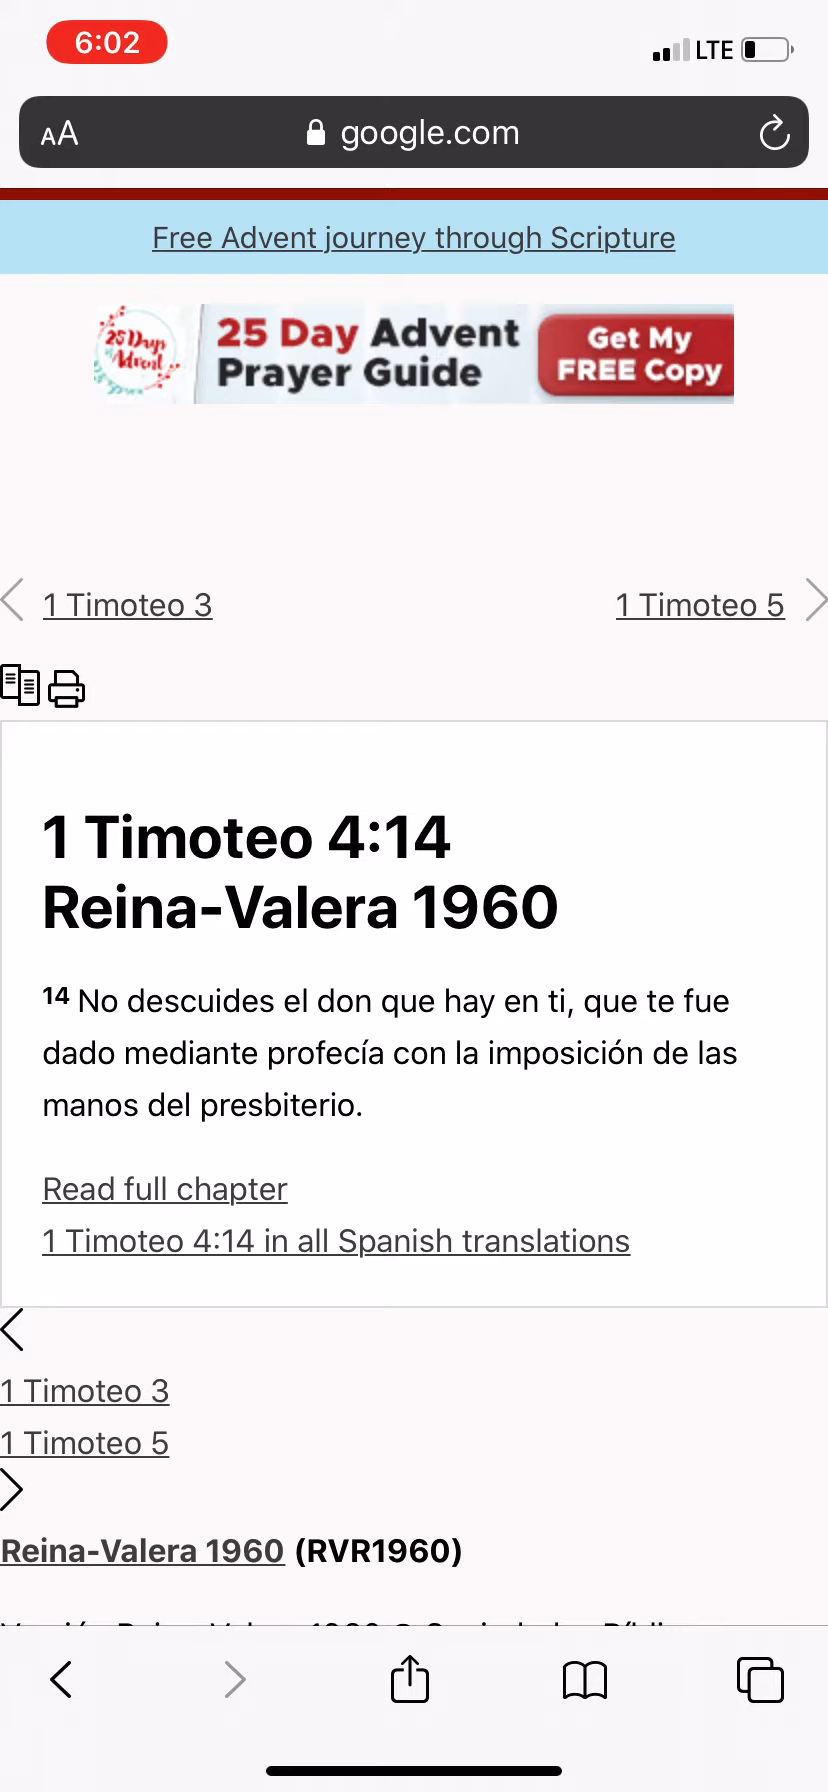 6:02
LTE
AA
google.com
Free Advent journey through Scripture
25 Days
of Advent
25 Day Advent
Prayer Guide
Get My
FREE Copy
1 Timoteo 3
1 Timoteo 5
1 Timoteo 4:14
Reina-Valera 1960
14 No descuides el don que hay en ti, que te fue
dado mediante profecía con la imposición de las
manos del presbiterio.
Read full chapter
1 Timoteo 4:14 in all Spanish translations
1 Timoteo 3
1 Timoteo 5
Reina-Valera 1960 (RVR1960)